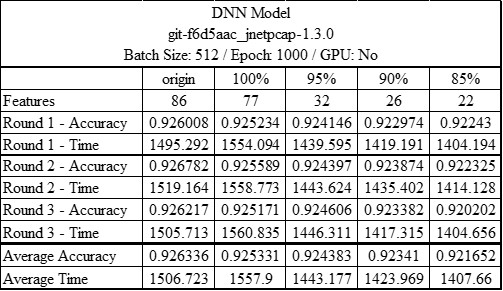 DNN Model
git-f6d5aac_jnetpcap-1.3.0
Batch Size: 512 / Epoch: 1000 / GPU: No
origin 100% 95% 90% 85%
Features 86 77 32 26 22
Round 1 - Accuracy 0.926008 0.925234 0.924146 0.922974 0.92243
Round 1 - Time 1495.292 1554.094 1439.595 1419.191 1404.194
Round 2 - Accuracy 0.926782 0.925589 0.924397 0.923874 0.922325
Round 2 - Time 1519.164 1558.773 1443.624 1435.402 1414.128
Round 3 - Accuracy 0.926217 0.925171 0.924606 0.923382 0.920202
Round 3 - Time 1505.713 1560.835 1446.311 1417.315 1404.656
Average Accuracy 0.926336 0.925331 0.924383 0.92341 0.921652
Average Time 1506.723 1557.9 1443.177 1423.969 1407.66